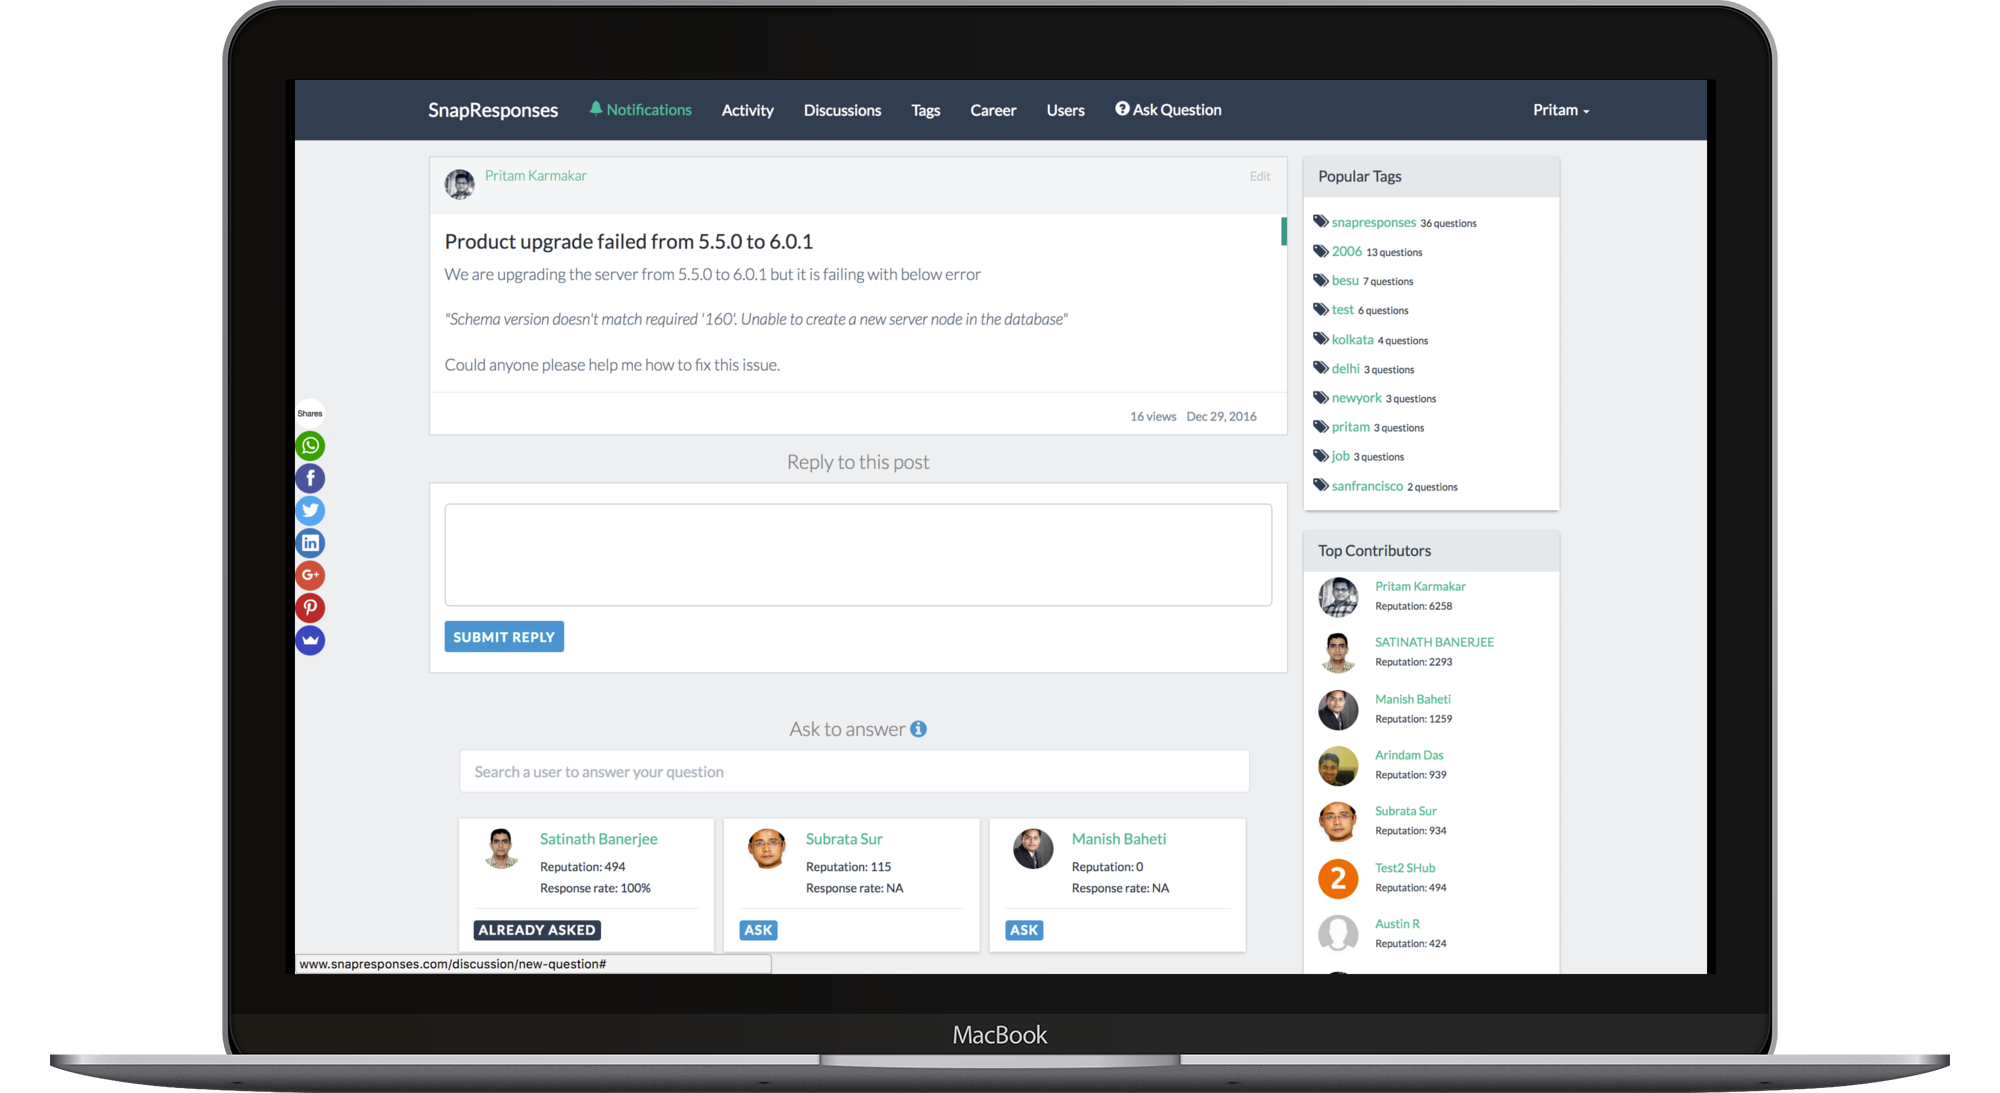 SnapResponses Notifications Activity Discussions Tags Career Users Ask Question Pritam
Pritam Karmakar Edit
Product upgrade failed from 5.5.0 to 6.0.1
We are upgrading the server from 5.5.0 to 6.0.1 but it is failing with below error
"Schema version doesn't match required '160'. Unable to create a new server node in the database"
Could anyone please help me how to fix this issue.
16 views Dec 29, 2016
Shares
Reply to this post
SUBMIT REPLY
Ask to answer
Search a user to answer your question
Satinath Banerjee
Reputation: 494
Response rate: 100%
ALREADY ASKED
Subrata Sur
Reputation: 115
Response rate: NA
ASK
Manish Baheti
Reputation: 0
Response rate: NA
ASK
Popular Tags
snapresponses 36 questions
2006 13 questions
besu 7 questions
test 6 questions
kolkata 4 questions
delhi 3 questions
newyork 3 questions
pritam 3 questions
job 3 questions
sanfrancisco 2 questions
Top Contributors
Pritam Karmakar
Reputation: 6258
SATINATH BANERJEE
Reputation: 2293
Manish Baheti
Reputation: 1259
Arindam Das
Reputation: 939
Subrata Sur
Reputation: 934
2
Test2 SHub
Reputation: 494
Austin R
Reputation: 424
www.snapresponses.com/discussion/new-question#
MacBook